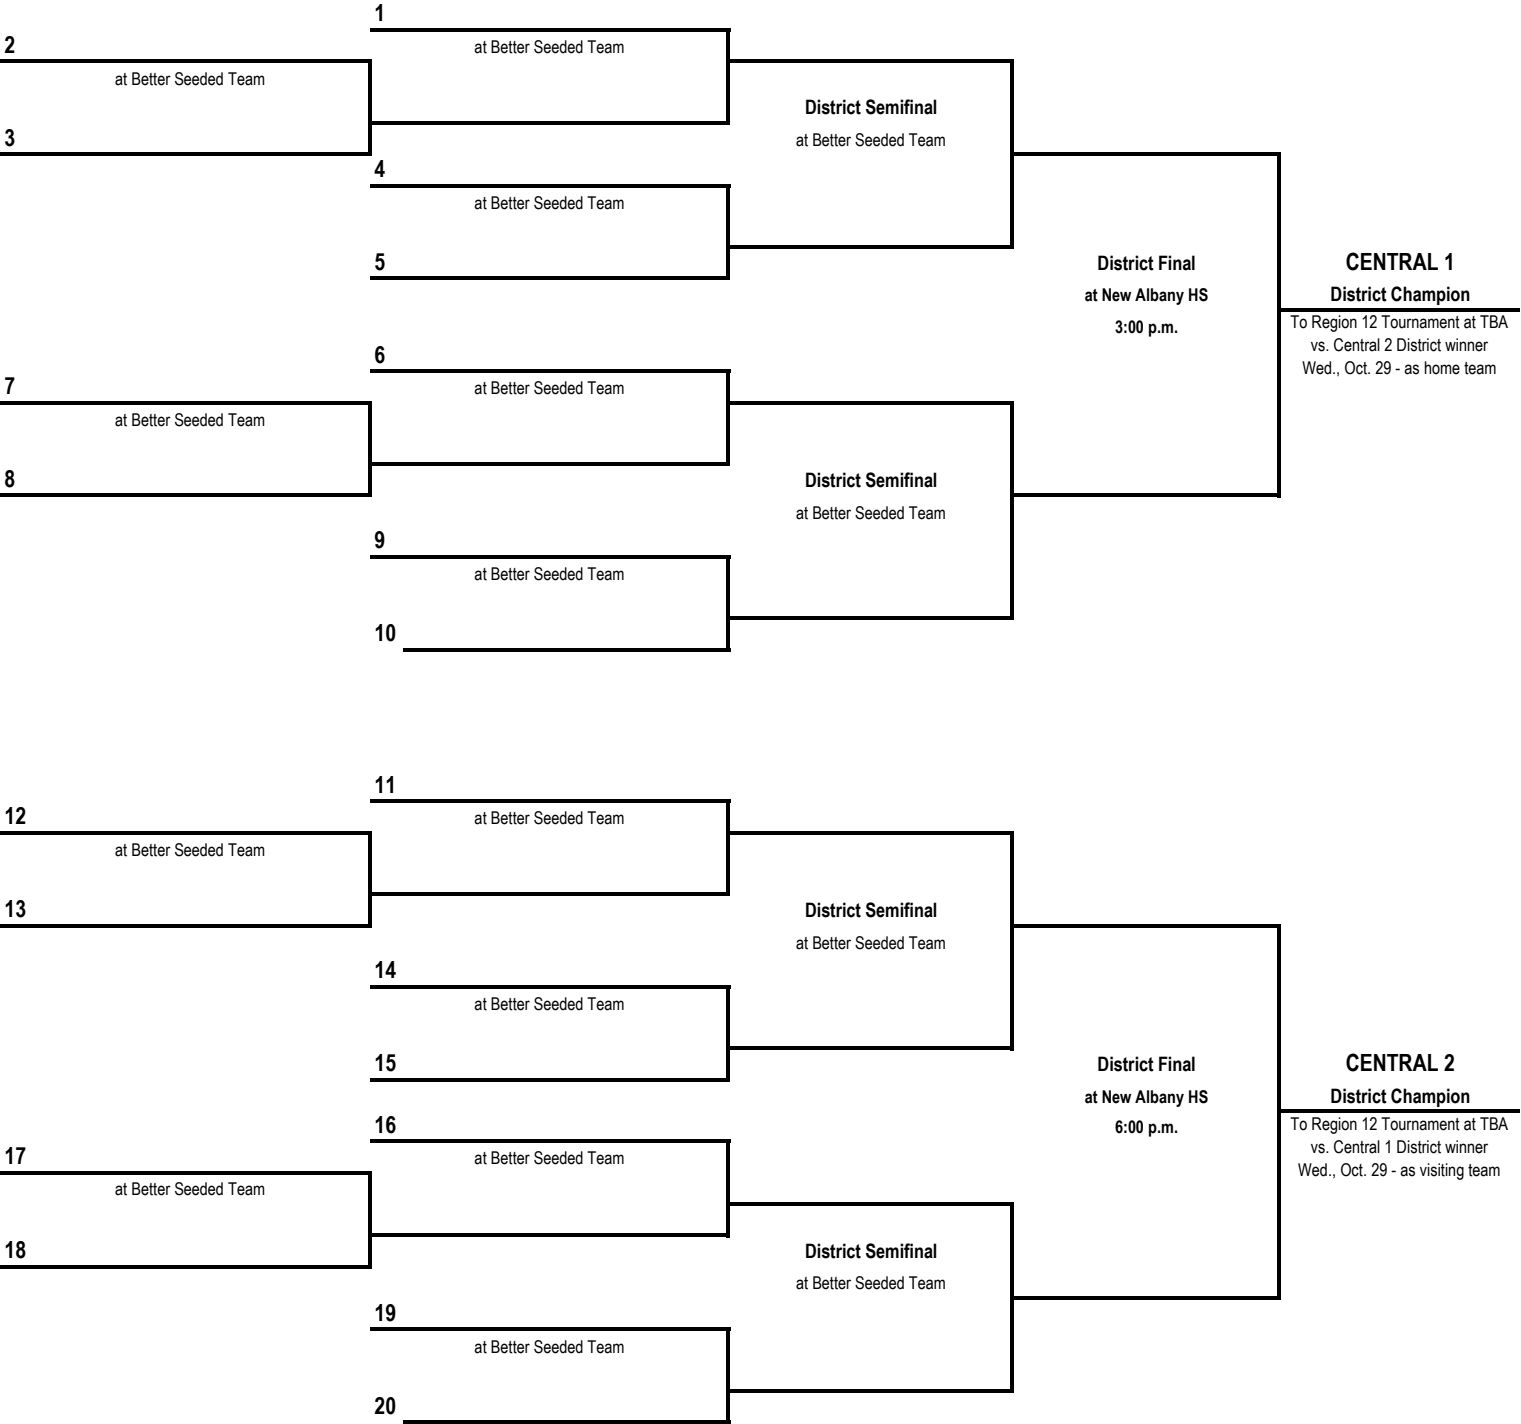 1
at Better Seeded Team
2
at Better Seeded Team
3
District Semifinal
at Better Seeded Team
4
at Better Seeded Team
5
District Final
at New Albany HS
3:00 p.m.
CENTRAL 1
District Champion
To Region 12 Tournament at TBA
vs. Central 2 District winner
Wed., Oct. 29 - as home team
6
at Better Seeded Team
7
at Better Seeded Team
8
District Semifinal
at Better Seeded Team
9
at Better Seeded Team
10
11
at Better Seeded Team
12
at Better Seeded Team
13
District Semifinal
at Better Seeded Team
14
at Better Seeded Team
15
District Final
at New Albany HS
6:00 p.m.
CENTRAL 2
District Champion
To Region 12 Tournament at TBA
vs. Central 1 District winner
Wed., Oct. 29 - as visiting team
16
at Better Seeded Team
17
at Better Seeded Team
18
District Semifinal
at Better Seeded Team
19
at Better Seeded Team
20